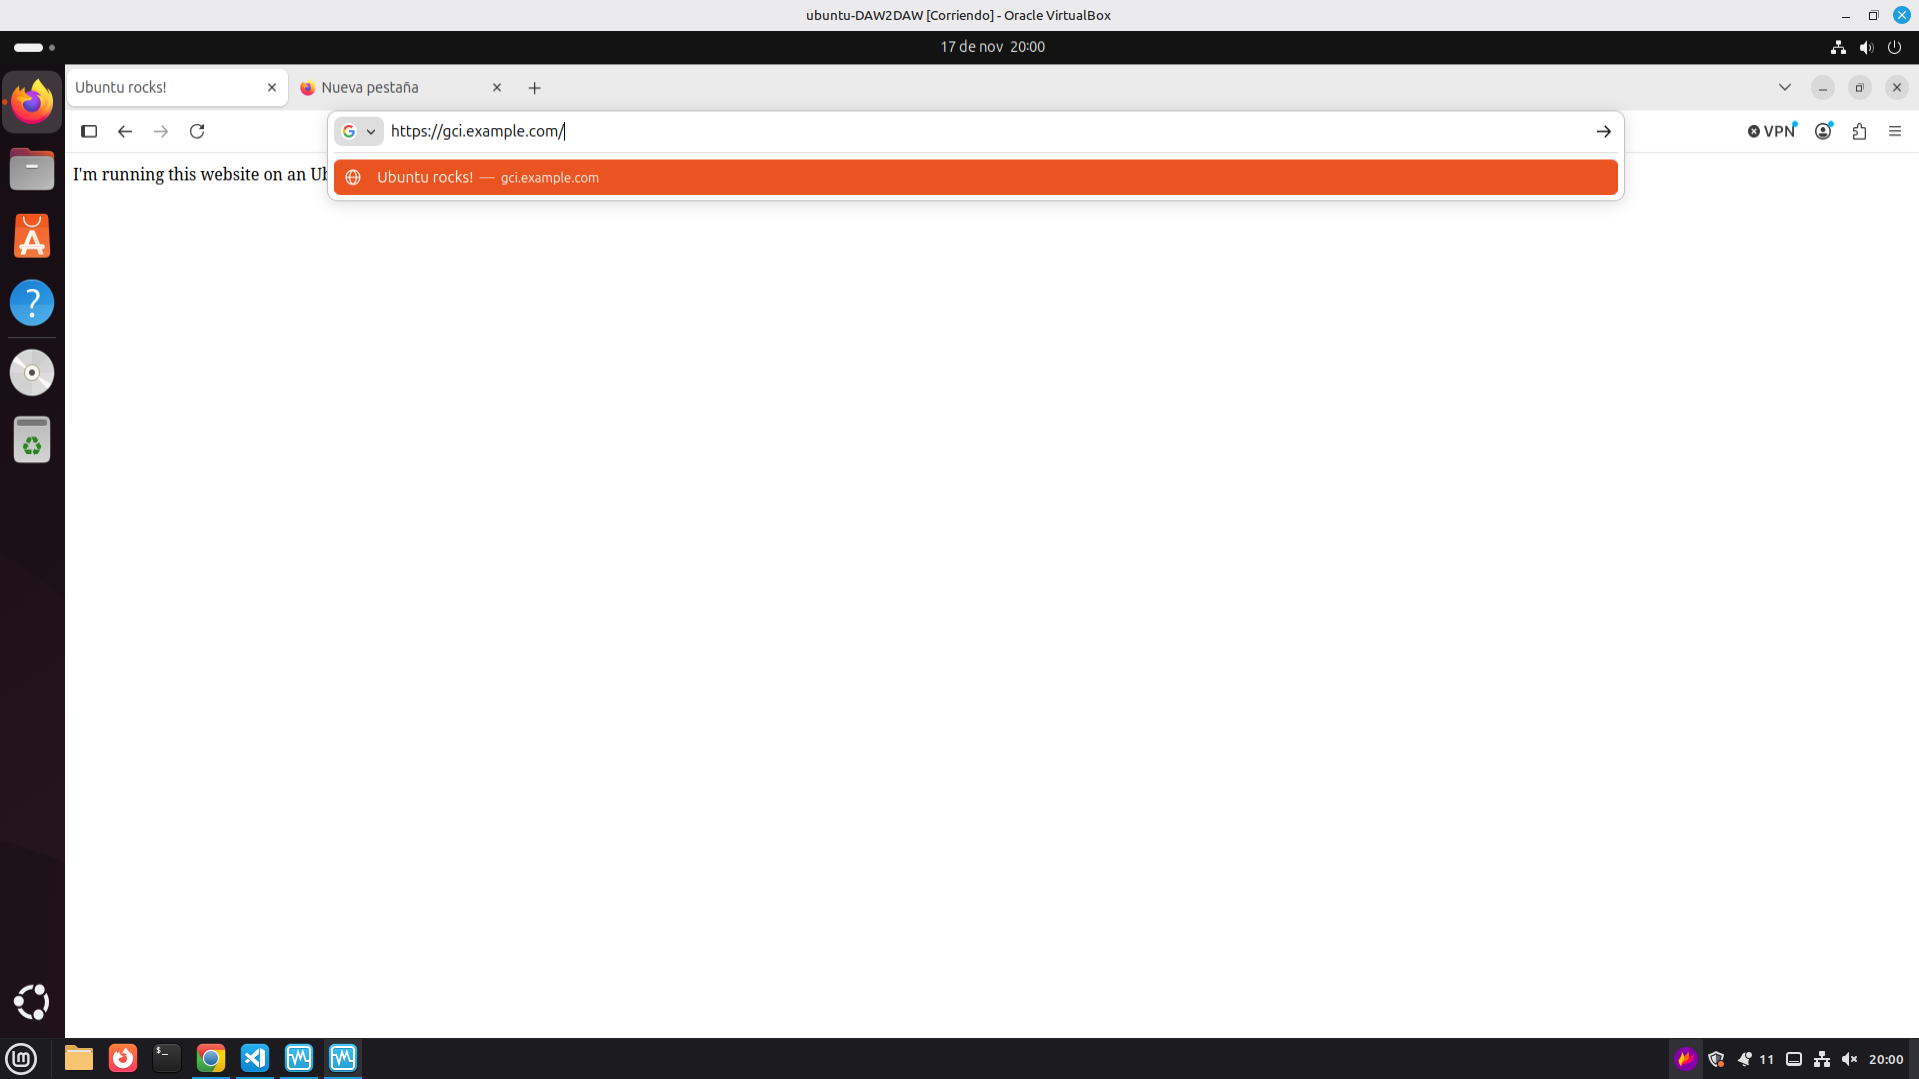 ubuntu-DAW2DAW [Corriendo] - Oracle VirtualBox
17 de nov 20:00
Ubuntu rocks!
Nueva pestaña
https://gci.example.com/
VPN
I'm running this website on an
Ubuntu rocks! — gci.example.com
11
20:00